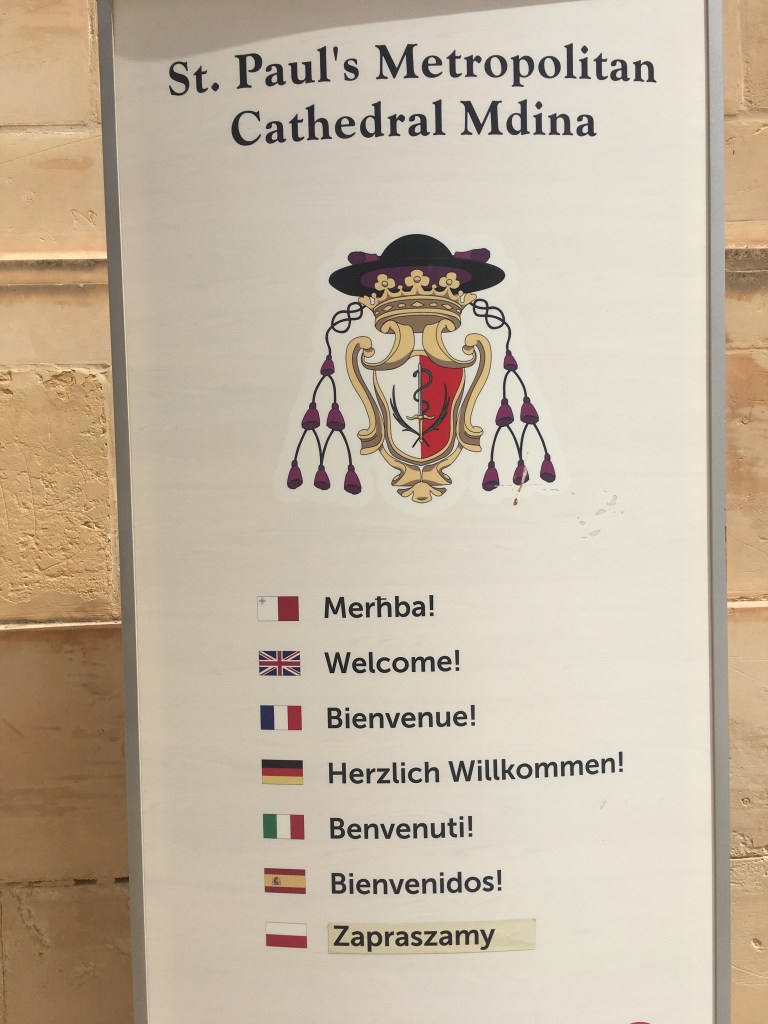 St. Paul's Metropolitan
Cathedral Mdina
Merħba!
Welcome!
Bienvenue!
Herzlich Willkommen!
Benvenuti!
Bienvenidos!
Zapraszamy